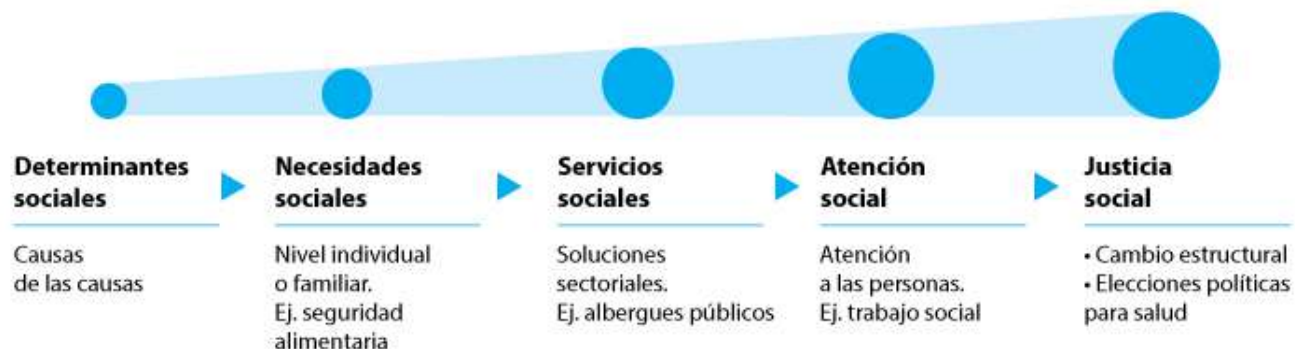 Determinantes
sociales
Causas
de las causas
Necesidades
sociales
Nivel individual
o familiar.
Ej. seguridad
alimentaria
Servicios
sociales
Soluciones
sectoriales.
Ej. albergues públicos
Atención
social
Atención
a las personas.
Ej. trabajo social
Justicia
social
• Cambio estructural
• Elecciones políticas
para salud